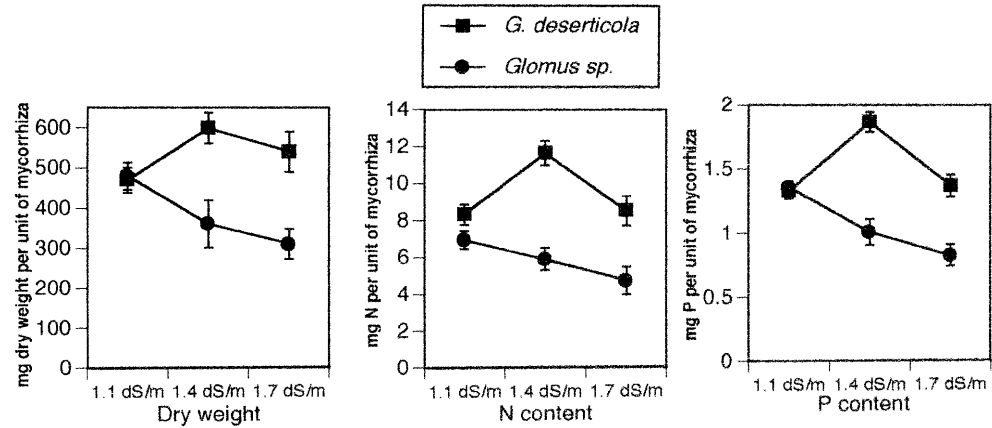 G. deserticola
Glomus sp.
mg dry weight per unit of mycorrhiza
600
500
400
300
200
100
0
1.1 dS/m 1.4 dS/m 1.7 dS/m
Dry weight
mg N per unit of mycorrhiza
14
12
10
8
6
4
2
0
1.1 dS/m 1.4 dS/m 1.7 dS/m
N content
mg P per unit of mycorrhiza
2
1.5
1
0.5
0
1.1 dS/m 1.4 dS/m 1.7 dS/m
P content